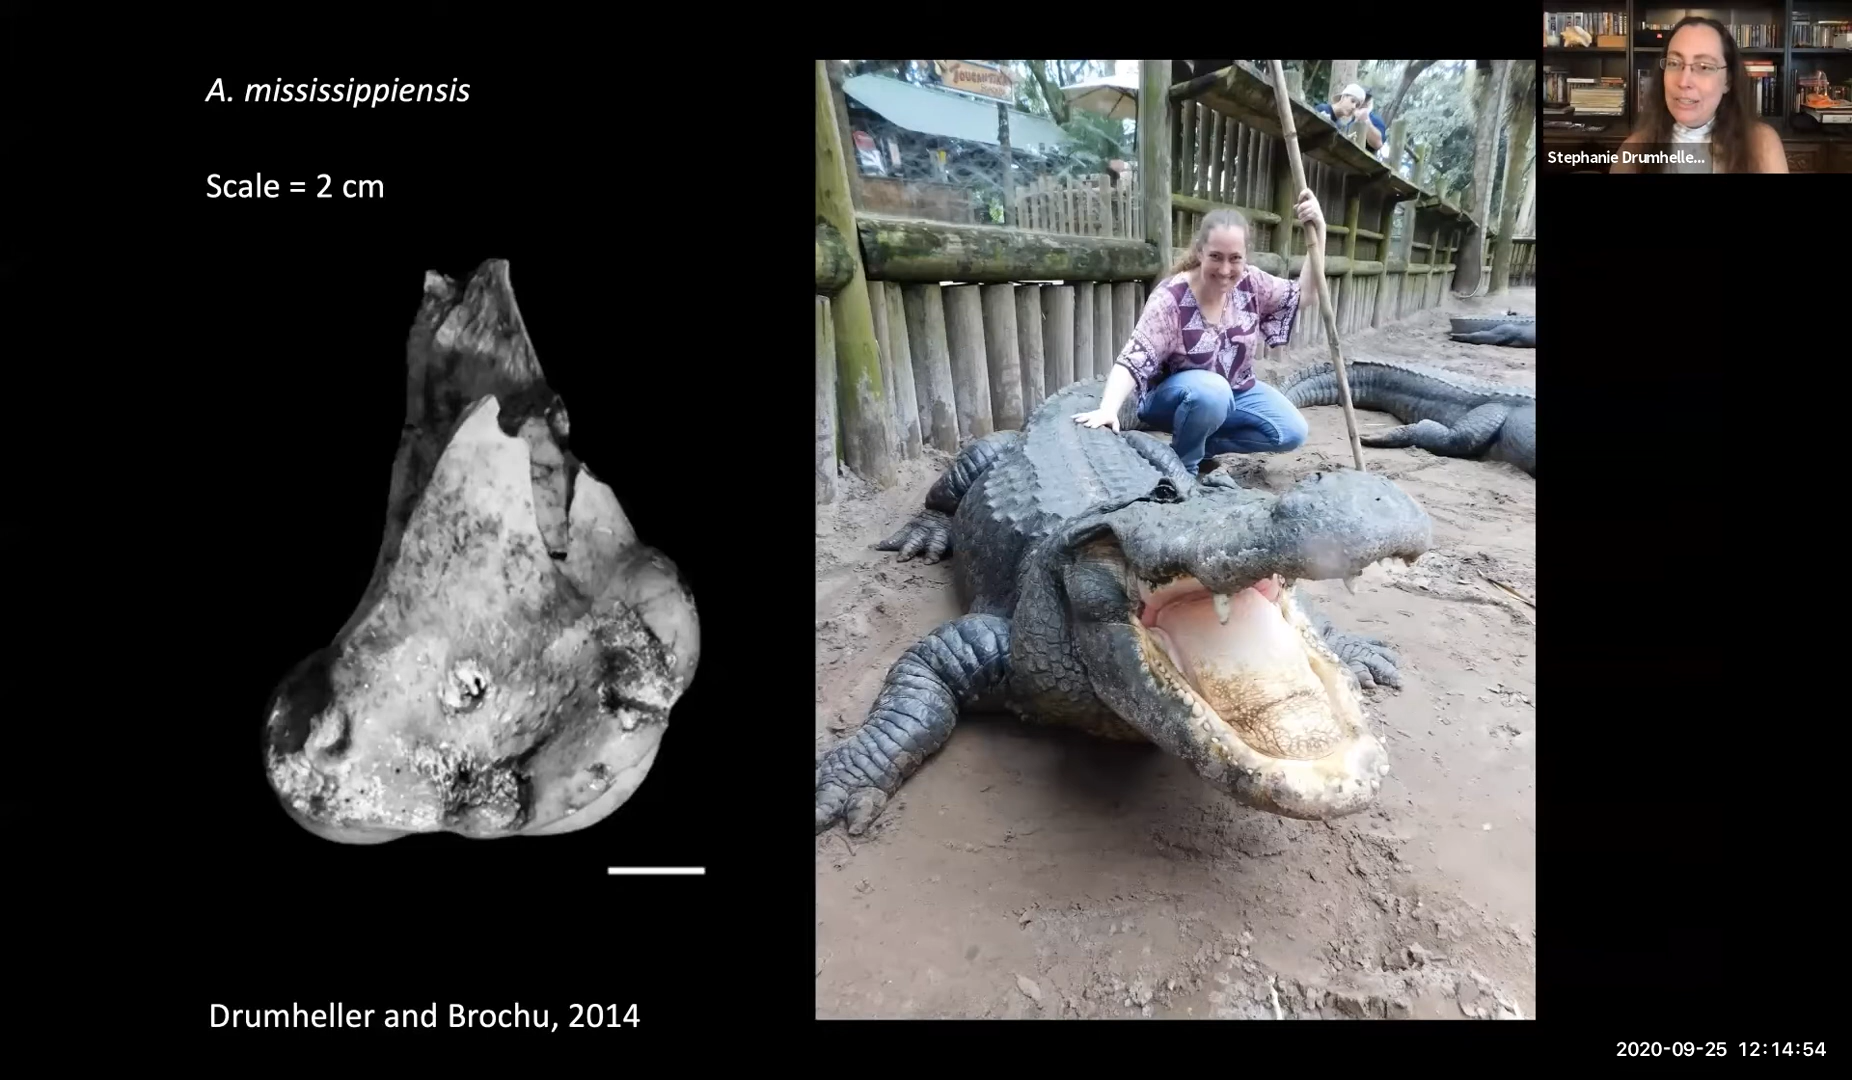 A. mississippiensis
Scale = 2 cm
Drumheller and Brochu, 2014
Stephanie Drumhelle...
2020-09-25 12:14:54